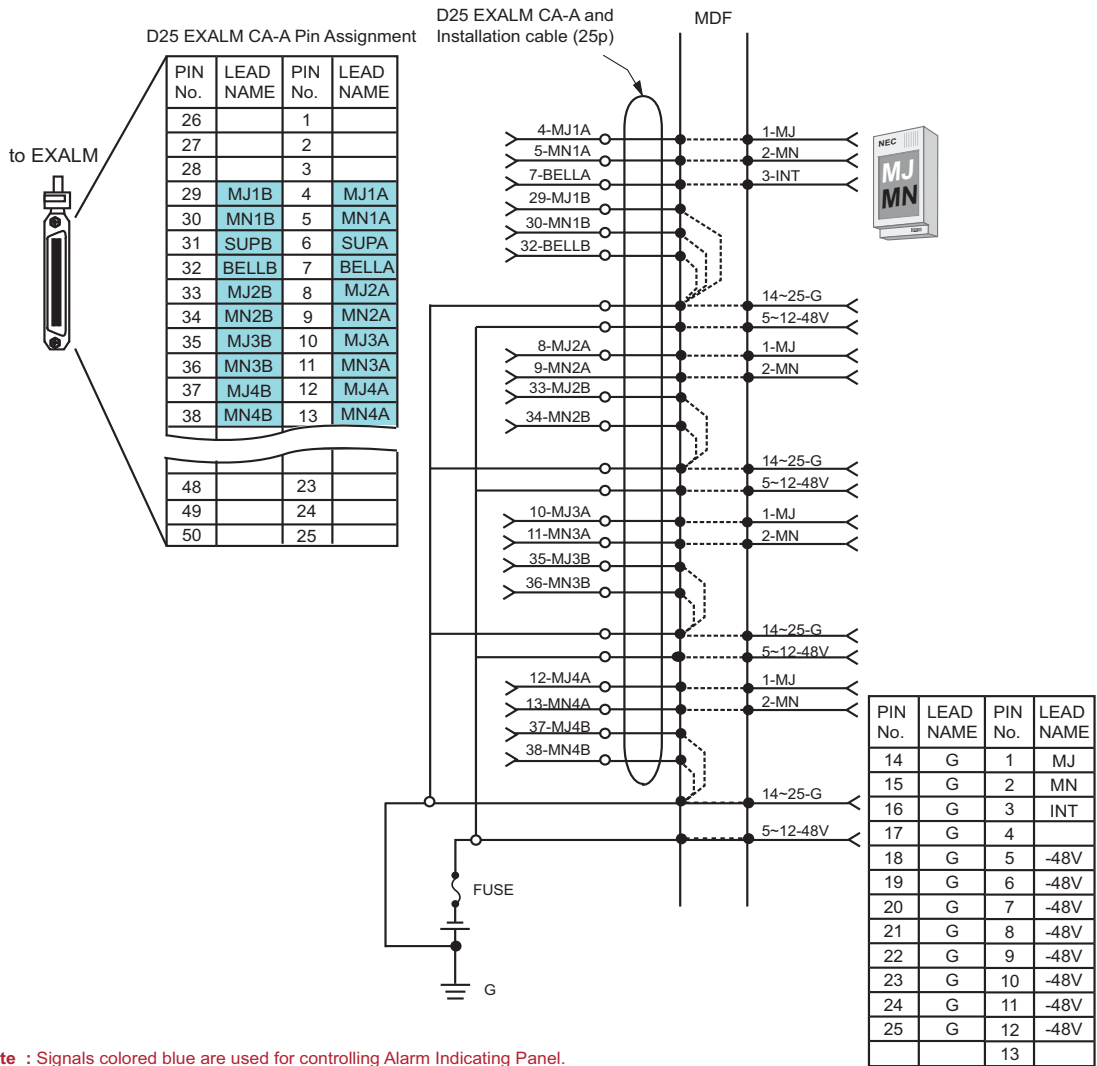 D25 EXALM CA-A Pin Assignment
D25 EXALM CA-A and
Installation cable (25p)
MDF
to EXALM
PIN No. LEAD NAME PIN No. LEAD NAME
26 1
27 2
28 3
29 MJ1B 4 MJ1A
30 MN1B 5 MN1A
31 SUPB 6 SUPA
32 BELLB 7 BELLA
33 MJ2B 8 MJ2A
34 MN2B 9 MN2A
35 MJ3B 10 MJ3A
36 MN3B 11 MN3A
37 MJ4B 12 MJ4A
38 MN4B 13 MN4A
48 23
49 24
50 25
4-MJ1A 1-MJ
5-MN1A 2-MN
7-BELLA 3-INT
29-MJ1B
30-MN1B
32-BELLB
14~25-G
5~12-48V
8-MJ2A 1-MJ
9-MN2A 2-MN
33-MJ2B
34-MN2B
14~25-G
5~12-48V
10-MJ3A 1-MJ
11-MN3A 2-MN
35-MJ3B
36-MN3B
14~25-G
5~12-48V
12-MJ4A 1-MJ
13-MN4A 2-MN
37-MJ4B
38-MN4B
14~25-G
5~12-48V
NEC
MJ
MN
FUSE
G
PIN No. LEAD NAME PIN No. LEAD NAME
14 G 1 MJ
15 G 2 MN
16 G 3 INT
17 G 4
18 G 5 -48V
19 G 6 -48V
20 G 7 -48V
21 G 8 -48V
22 G 9 -48V
23 G 10 -48V
24 G 11 -48V
25 G 12 -48V
13
te : Signals colored blue are used for controlling Alarm Indicating Panel.